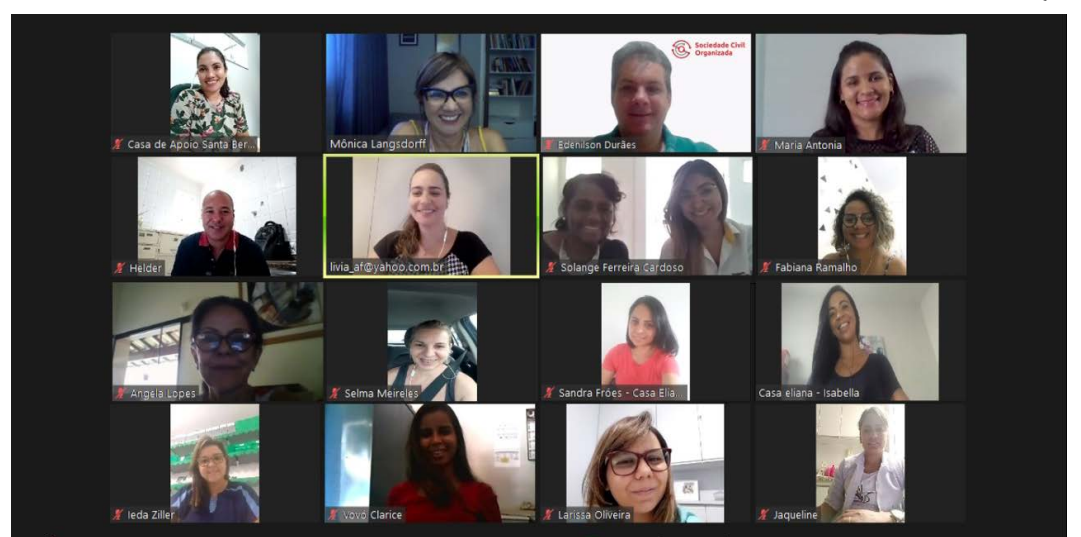 Sociedade Civil
Organizada
Casa de Apoio Santa Ber...
Mônica Langsdorff
Edenilson Durães
Maria Antonia
Helder
livia_af@yahoo.com.br
Solange Ferreira Cardoso
Fabiana Ramalho
Angela Lopes
Selma Meireles
Sandra Fróes - Casa Elia...
Casa eliana - Isabella
Ieda Ziller
Vovó Clarice
Larissa Oliveira
Jaqueline